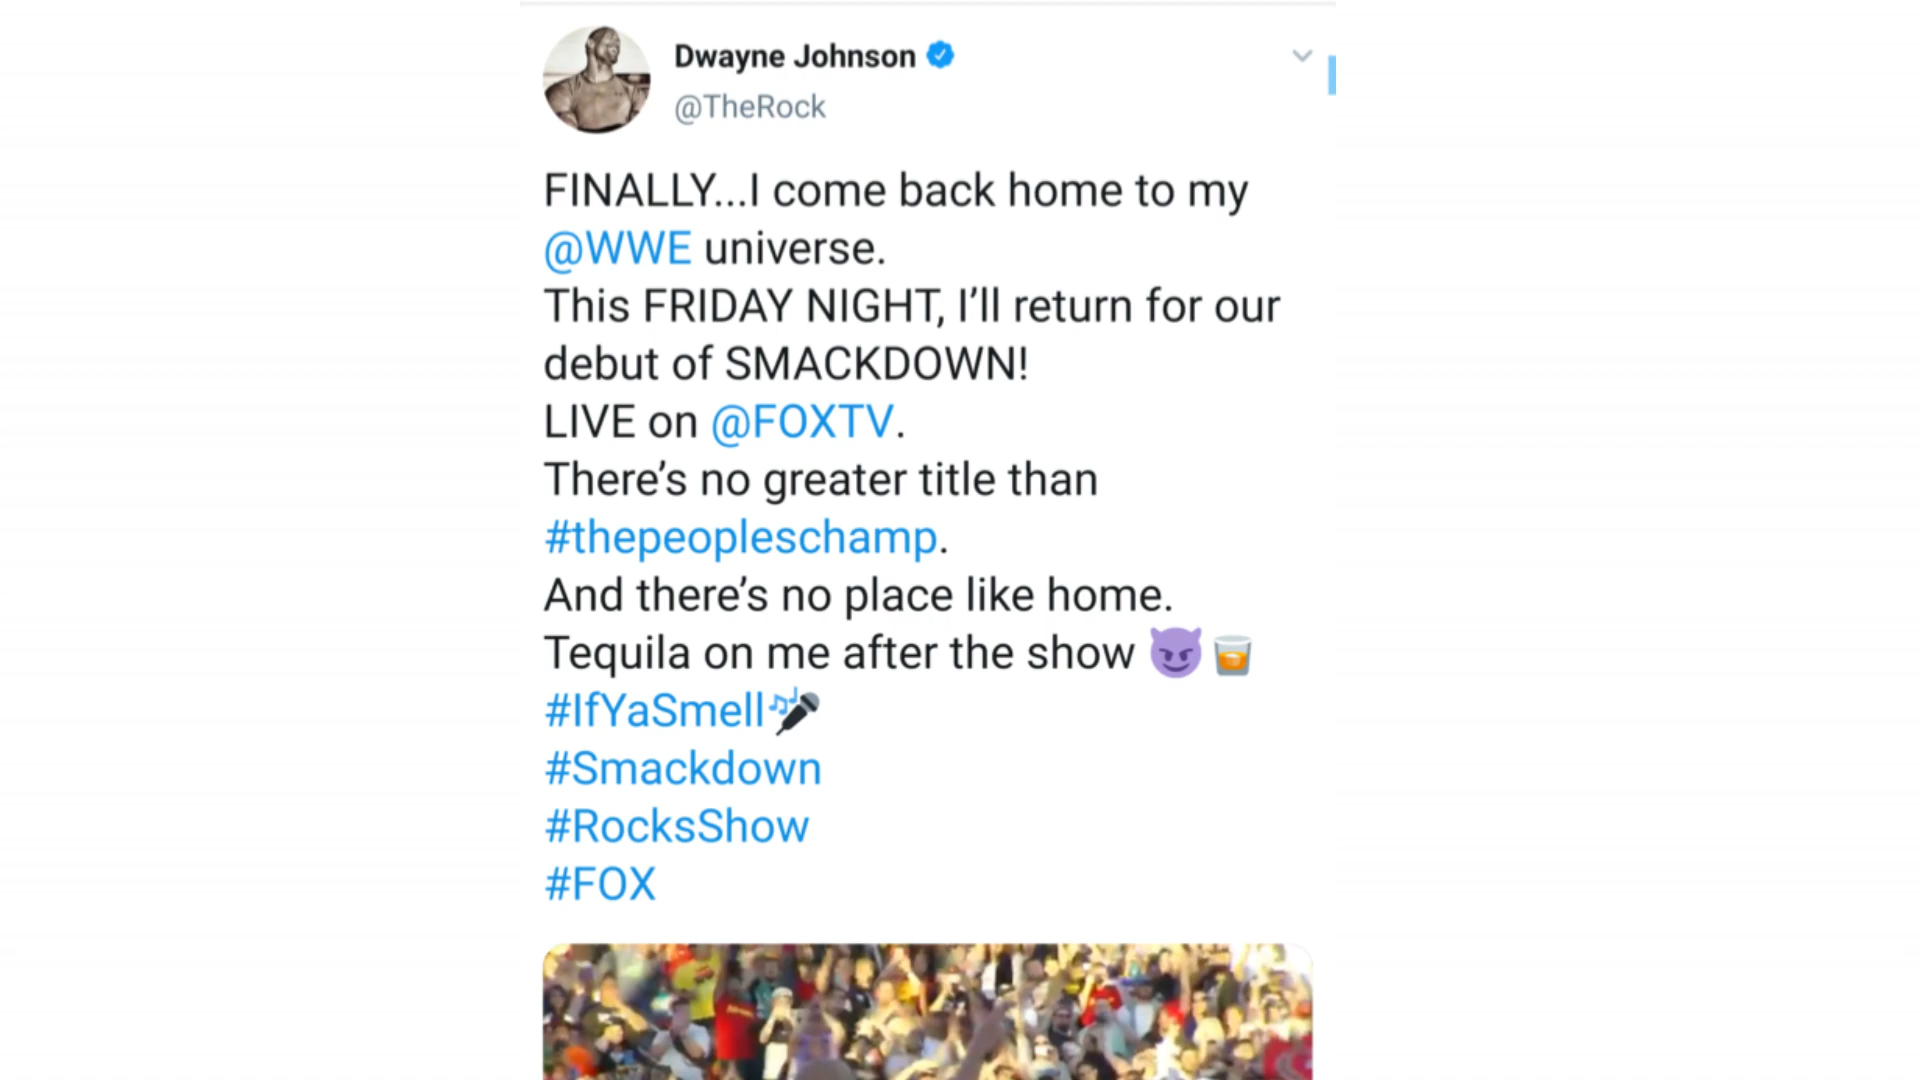 Dwayne Johnson
@TheRock
FINALLY...I come back home to my
@WWE universe.
This FRIDAY NIGHT, I’ll return for our
debut of SMACKDOWN!
LIVE on @FOXTV.
There’s no greater title than
#thepeopleschamp.
And there’s no place like home.
Tequila on me after the show 😈🥃
#IfYaSmell🎤
#Smackdown
#RocksShow
#FOX